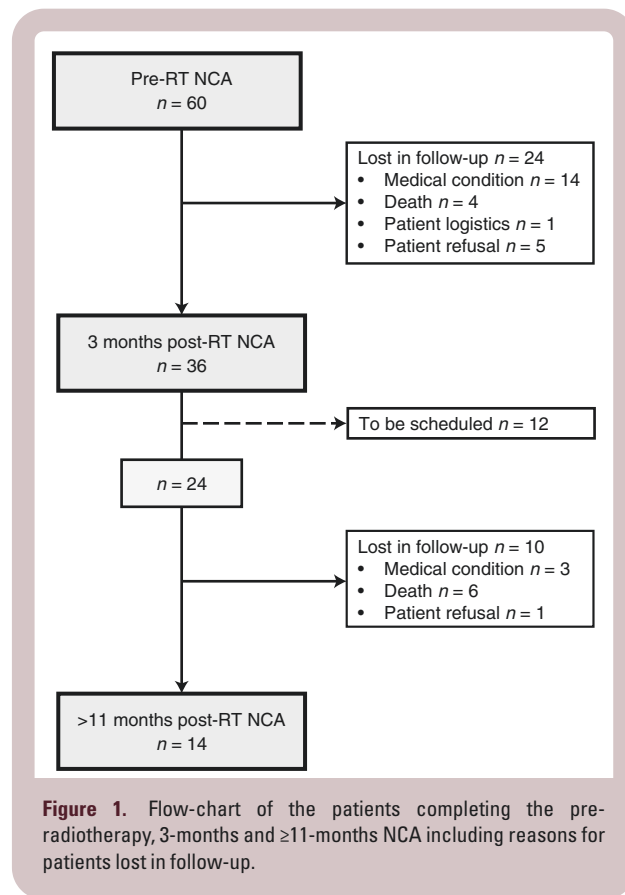 Pre-RT NCA
n = 60
Lost in follow-up n = 24
• Medical condition n = 14
• Death n = 4
• Patient logistics n = 1
• Patient refusal n = 5
3 months post-RT NCA
n = 36
To be scheduled n = 12
n = 24
Lost in follow-up n = 10
• Medical condition n = 3
• Death n = 6
• Patient refusal n = 1
>11 months post-RT NCA
n = 14
Figure 1. Flow-chart of the patients completing the pre-
radiotherapy, 3-months and ≥11-months NCA including reasons for
patients lost in follow-up.